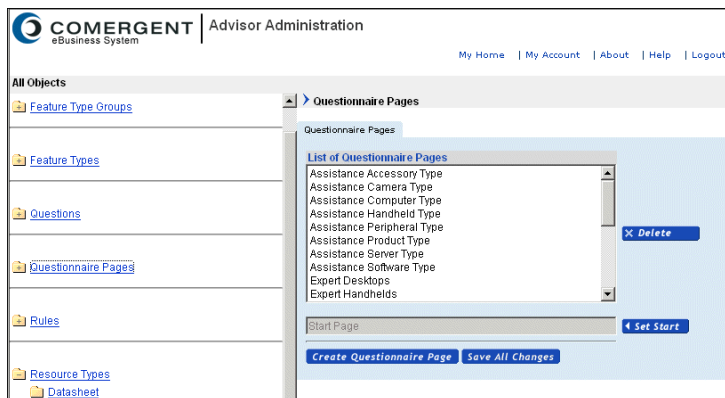 COMERGENT
eBusiness System
Advisor Administration
My Home | My Account | About | Help | Logout
All Objects
Feature Type Groups
Feature Types
Questions
Questionnaire Pages
Rules
Resource Types
Datasheet
Questionnaire Pages
Questionnaire Pages
List of Questionnaire Pages
Assistance Accessory Type
Assistance Camera Type
Assistance Computer Type
Assistance Handheld Type
Assistance Peripheral Type
Assistance Product Type
Assistance Server Type
Assistance Software Type
Expert Desktops
Expert Handhelds
X Delete
Start Page
Set Start
Create Questionnaire Page
Save All Changes